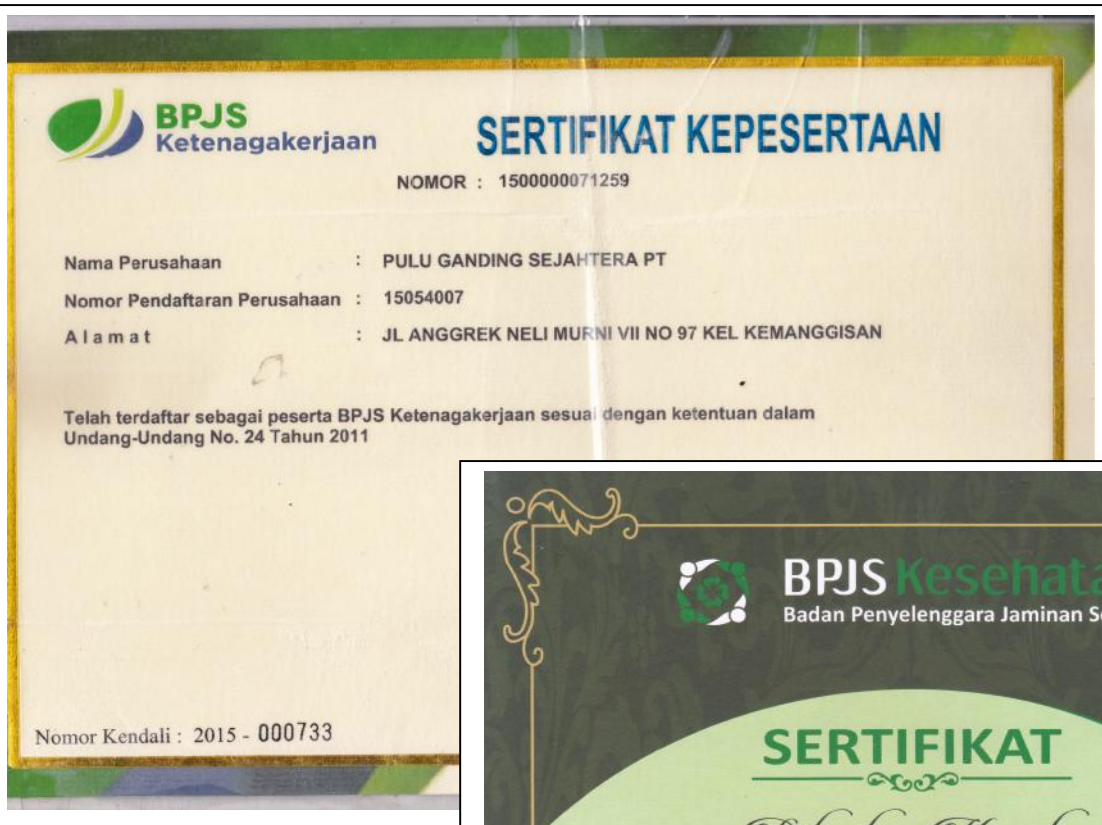 BPJS
Ketenagakerjaan
SERTIFIKAT KEPESERTAAN
NOMOR : 1500000071259
Nama Perusahaan : PULU GANDING SEJAHTERA PT
Nomor Pendaftaran Perusahaan : 15054007
A l a m a t : JL ANGGREK NELI MURNI VII NO 97 KEL KEMANGGISAN
Telah terdaftar sebagai peserta BPJS Ketenagakerjaan sesuai dengan ketentuan dalam
Undang-Undang No. 24 Tahun 2011
Nomor Kendali : 2015 - 000733
BPJS Kesehata
Badan Penyelenggara Jaminan S
SERTIFIKAT